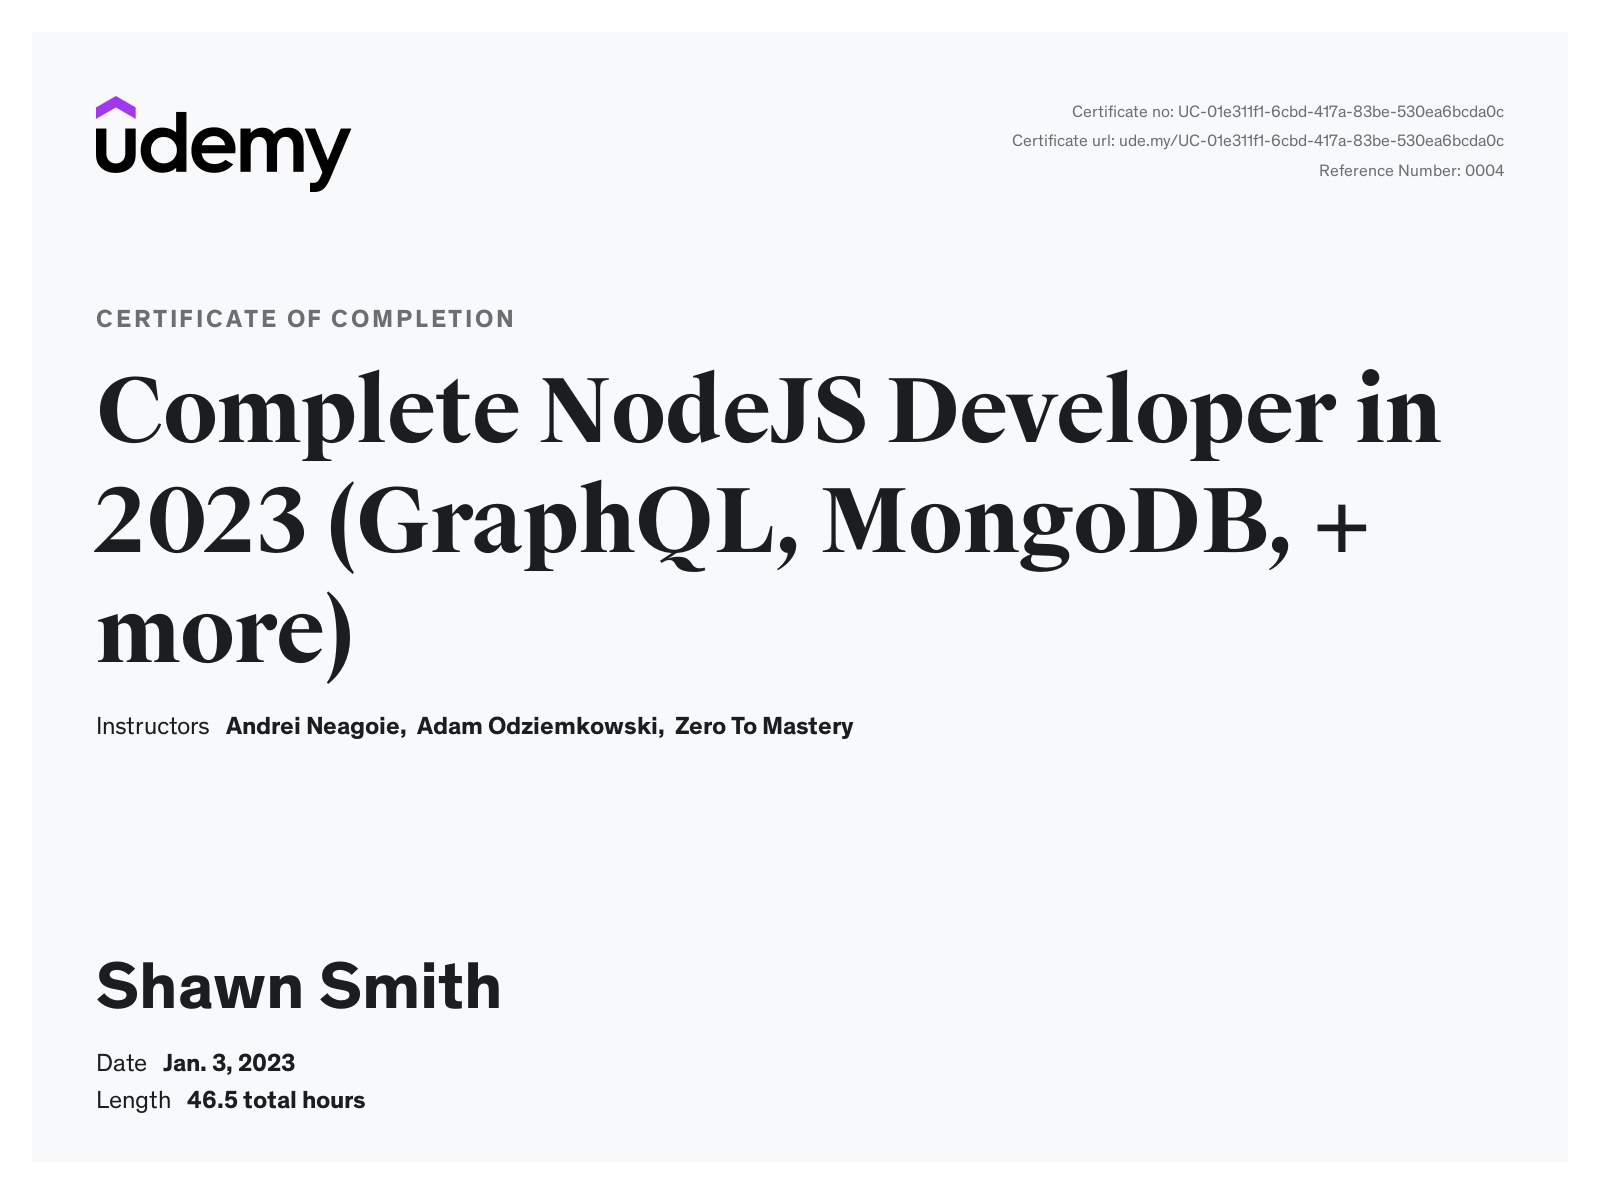 udemy
Certificate no: UC-01e311f1-6cbd-417a-83be-530ea6bcda0c
Certificate url: ude.my/UC-01e311f1-6cbd-417a-83be-530ea6bcda0c
Reference Number: 0004
CERTIFICATE OF COMPLETION
Complete NodeJS Developer in
2023 (GraphQL, MongoDB, +
more)
Instructors Andrei Neagoie, Adam Odziemkowski, Zero To Mastery
Shawn Smith
Date Jan. 3, 2023
Length 46.5 total hours